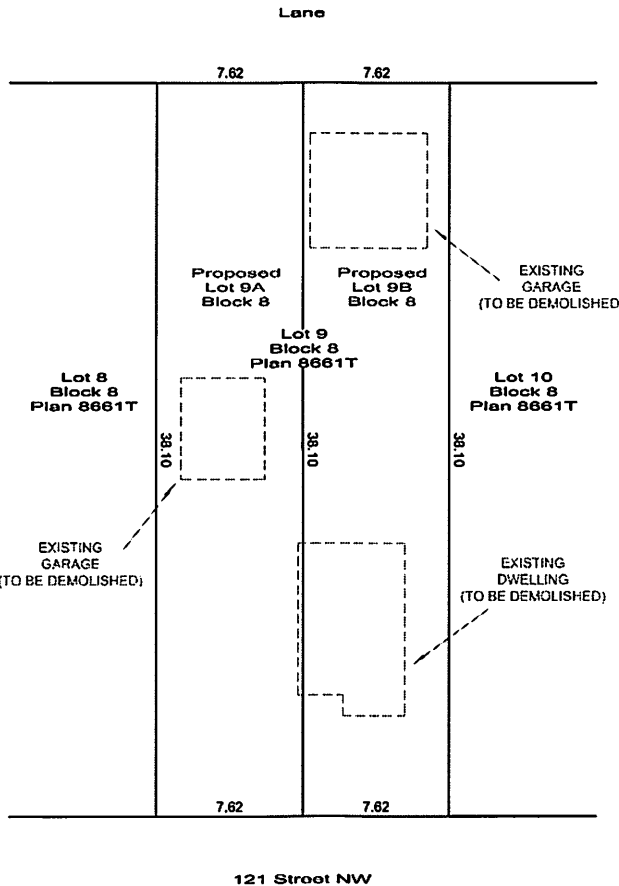 Lane
7.62
7.62
Proposed
Lot 9A
Block 8
Proposed
Lot 9B
Block 8
EXISTING
GARAGE
(TO BE DEMOLISHED
Lot 9
Block 8
Plan 8661T
Lot 8
Block 8
Plan 8661T
Lot 10
Block 8
Plan 8661T
38.10
38.10
38.10
EXISTING
GARAGE
(TO BE DEMOLISHED)
EXISTING
DWELLING
(TO BE DEMOLISHED)
7.62
7.62
121 Street NW